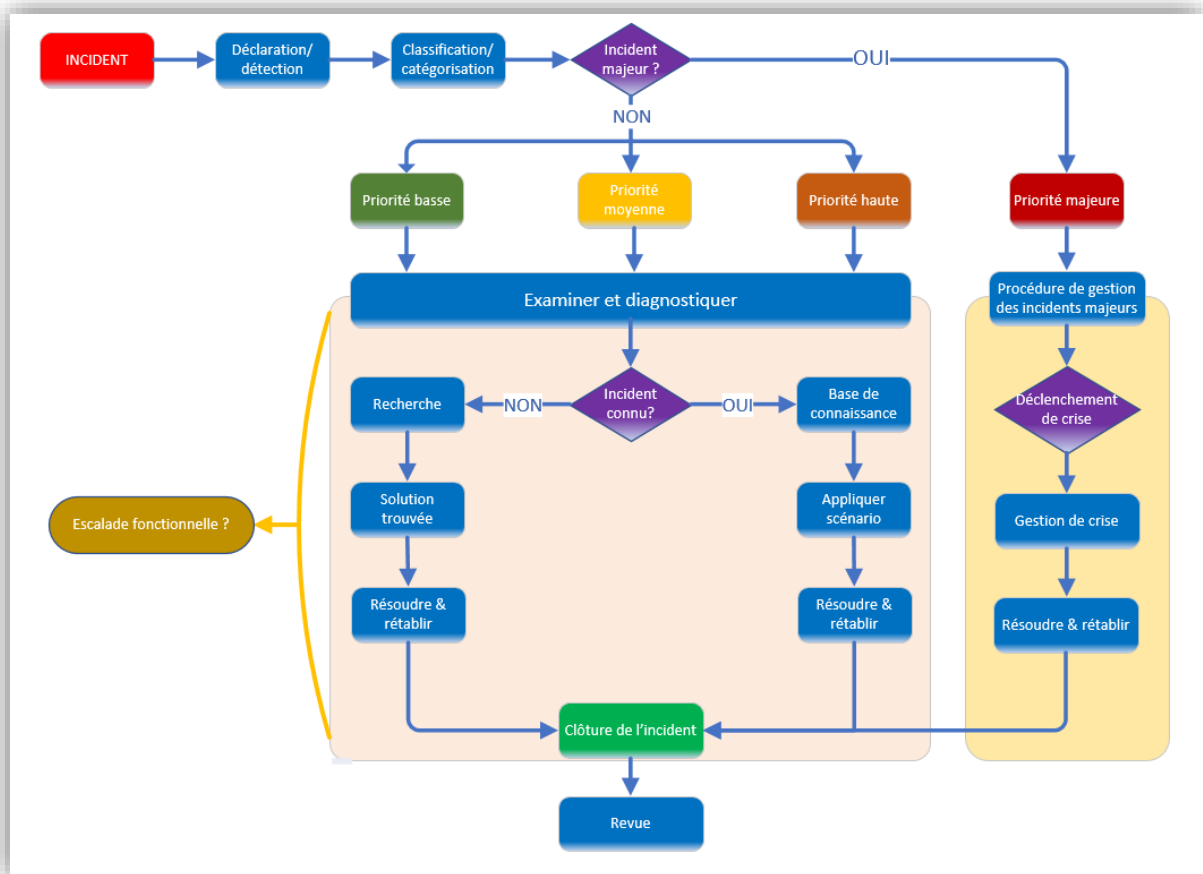 INCIDENT
Déclaration/
détection
Classification/
catégorisation
Incident
majeur ?
OUI
NON
Priorité basse
Priorité
moyenne
Priorité haute
Priorité majeure
Examiner et diagnostiquer
Procédure de gestion
des incidents majeurs
Recherche
NON
Incident
connu?
OUI
Base de
connaissance
Déclenchement
de crise
Escalade fonctionnelle ?
Solution
trouvée
Appliquer
scénario
Gestion de crise
Résoudre &
rétablir
Résoudre &
rétablir
Résoudre & rétablir
Clôture de l’incident
Revue